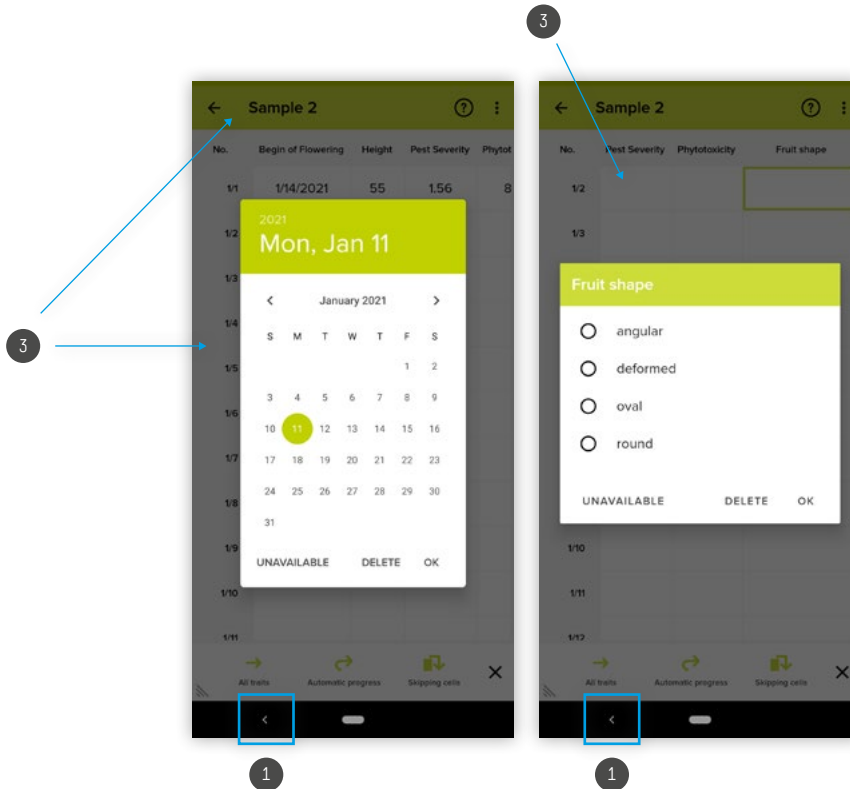 3
Sample 2
?
No. Begin of Flowering Height Pest Severity Phytot
1/1 1/14/2021 55 1.56 8
1/2
1/3
1/4
1/5
1/6
1/7
1/8
1/9
1/10
1/11
2021
Mon, Jan 11
January 2021
S M T W T F S
1 2
3 4 5 6 7 8 9
10 11 12 13 14 15 16
17 18 19 20 21 22 23
24 25 26 27 28 29 30
31
UNAVAILABLE DELETE OK
All traits Automatic progress Skipping cells
3
1
Sample 2
?
No. Pest Severity Phytotoxicity Fruit shape
1/2
1/3
Fruit shape
angular
deformed
oval
round
UNAVAILABLE DELETE OK
1/10
1/11
1/12
All traits Automatic progress Skipping cells
1